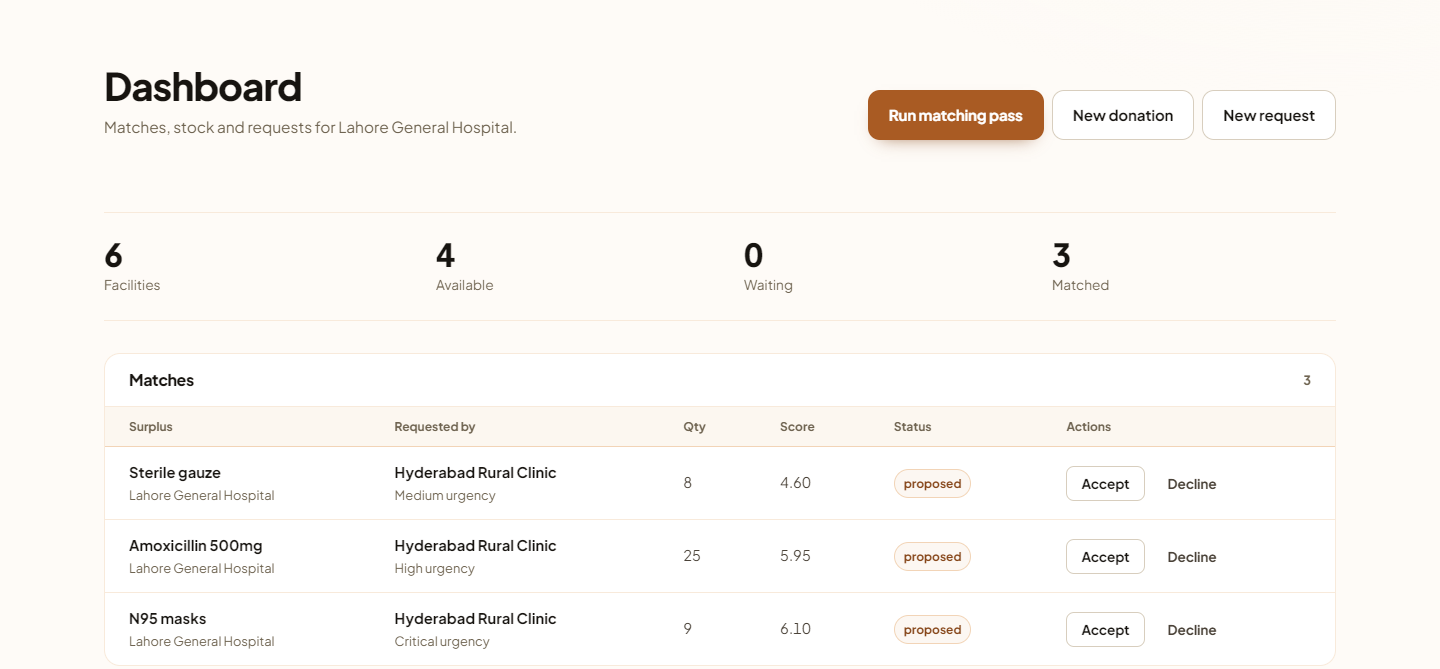 Dashboard
Matches, stock and requests for Lahore General Hospital.
Run matching pass
New donation
New request
6
Facilities
4
Available
0
Waiting
3
Matched
Matches
3
Surplus Requested by Qty Score Status Actions
Sterile gauze
Lahore General Hospital
Hyderabad Rural Clinic
Medium urgency
8
4.60
proposed
Accept
Decline
Amoxicillin 500mg
Lahore General Hospital
Hyderabad Rural Clinic
High urgency
25
5.95
proposed
Accept
Decline
N95 masks
Lahore General Hospital
Hyderabad Rural Clinic
Critical urgency
9
6.10
proposed
Accept
Decline